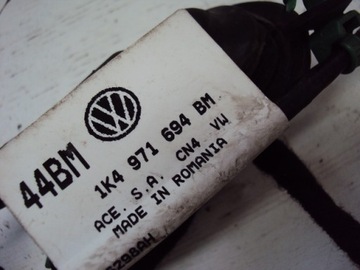 44BM
1K4 971 694 BM
ACE. S.A. CN4 VW
MADE IN ROMANIA